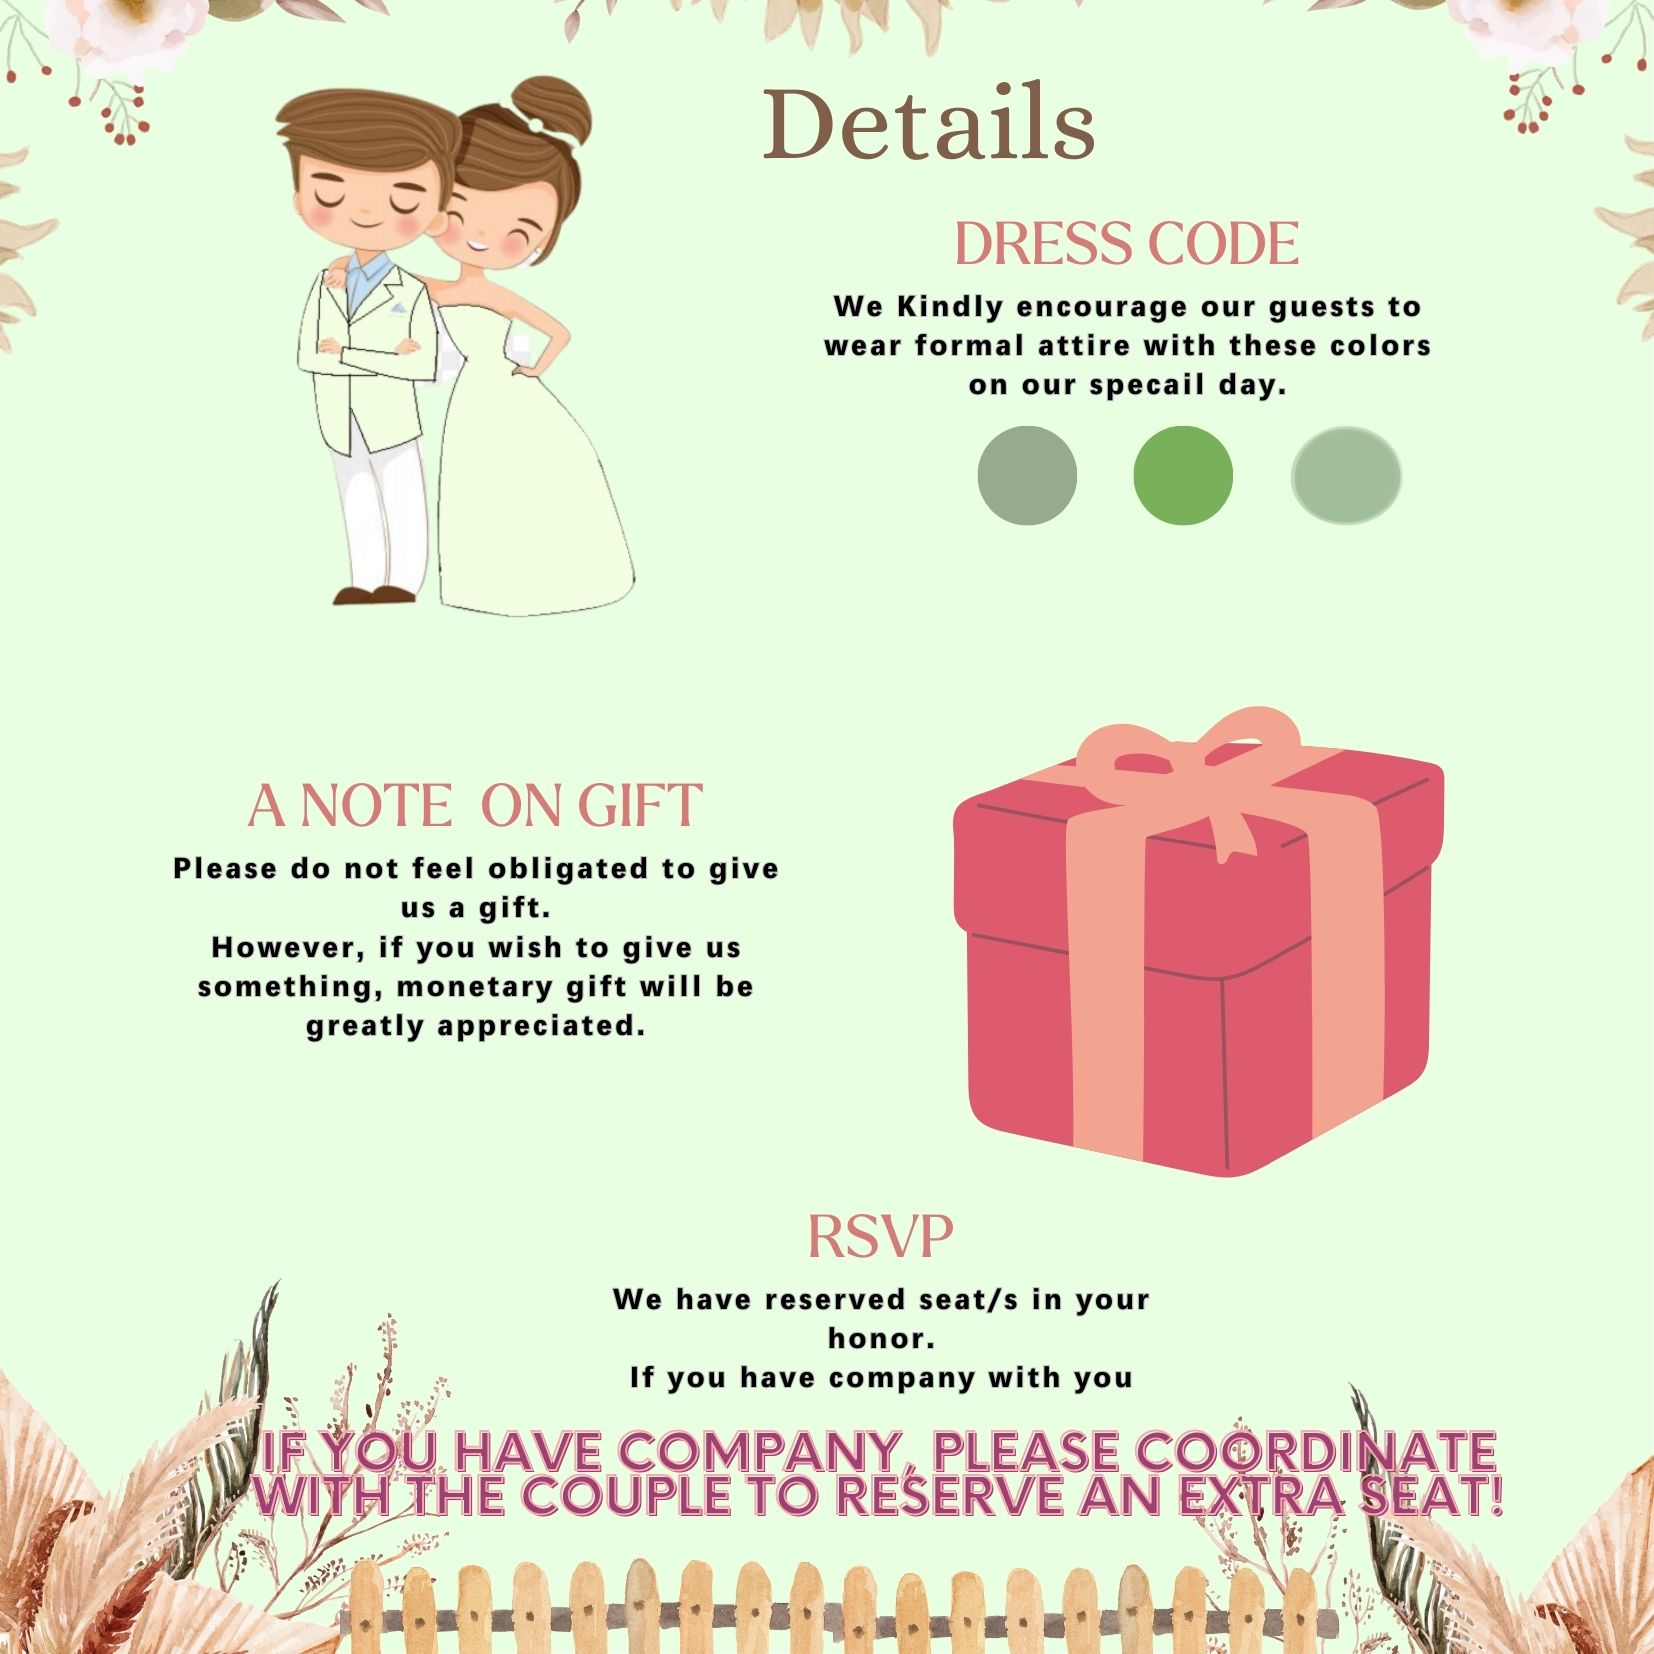 Details
DRESS CODE
We Kindly encourage our guests to
wear formal attire with these colors
on our specail day.
A NOTE ON GIFT
Please do not feel obligated to give
us a gift.
However, if you wish to give us
something, monetary gift will be
greatly appreciated.
RSVP
We have reserved seat/s in your
honor.
If you have company with you
IF YOU HAVE COMPANY, PLEASE COORDINATE
WITH THE COUPLE TO RESERVE AN EXTRA SEAT!